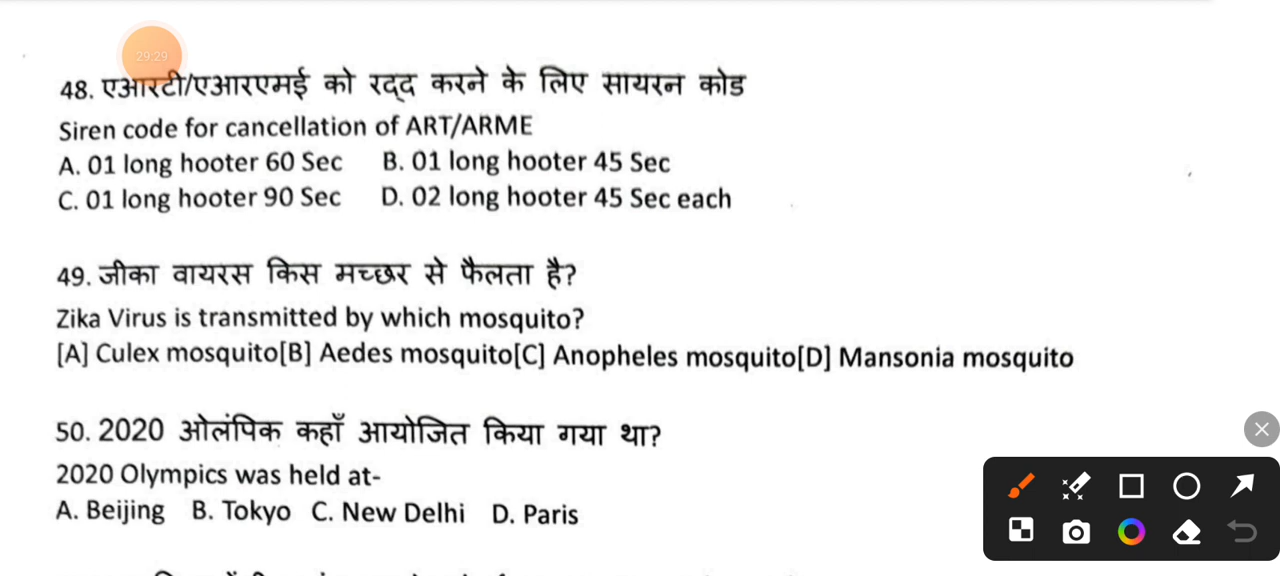 29:29
48. एआरटी/एआरएमई को रद्द करने के लिए सायरन कोड
Siren code for cancellation of ART/ARME
A. 01 long hooter 60 Sec B. 01 long hooter 45 Sec
C. 01 long hooter 90 Sec D. 02 long hooter 45 Sec each
49. जीका वायरस किस मच्छर से फैलता है?
Zika Virus is transmitted by which mosquito?
[A] Culex mosquito[B] Aedes mosquito[C] Anopheles mosquito[D] Mansonia mosquito
50. 2020 ओलंपिक कहाँ आयोजित किया गया था?
2020 Olympics was held at-
A. Beijing B. Tokyo C. New Delhi D. Paris